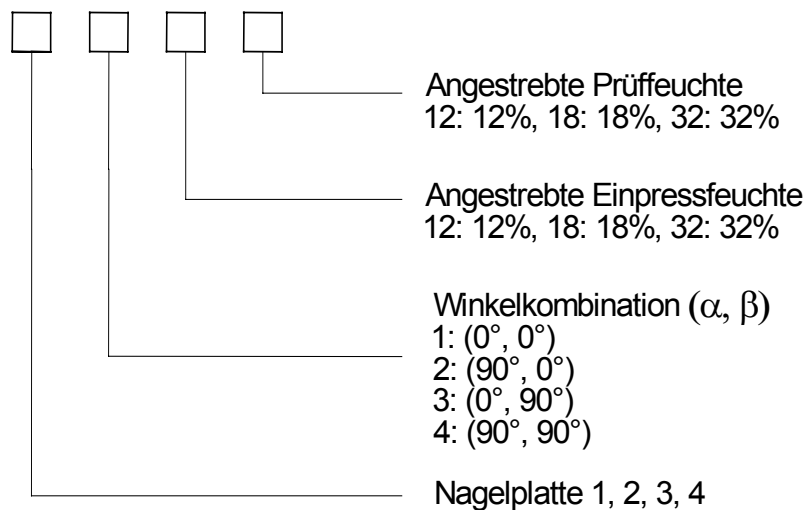 Angestrebte Prüffeuchte
12: 12%, 18: 18%, 32: 32%
Angestrebte Einpressfeuchte
12: 12%, 18: 18%, 32: 32%
Winkelkombination (α, β)
1: (0°, 0°)
2: (90°, 0°)
3: (0°, 90°)
4: (90°, 90°)
Nagelplatte 1, 2, 3, 4